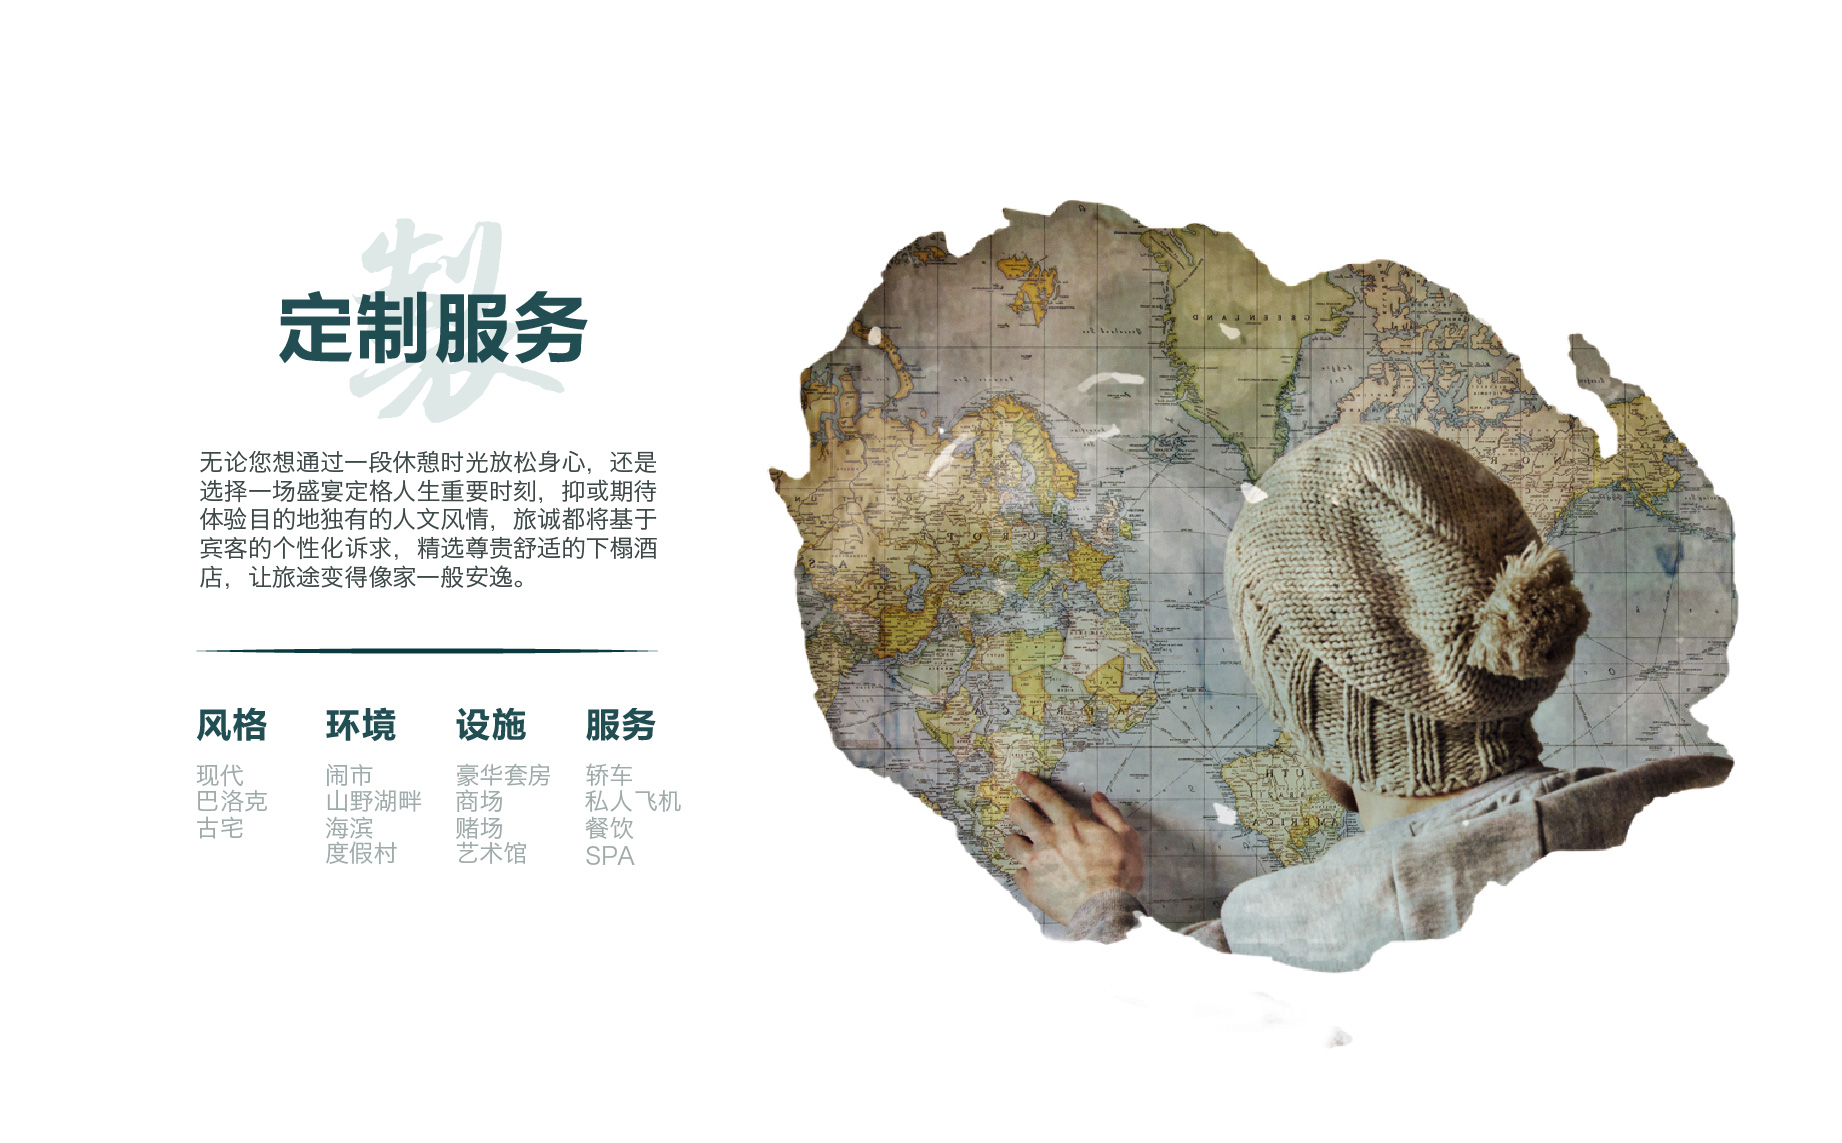 製
定制服务
无论您想通过一段休憩时光放松身心，还是
选择一场盛宴定格人生重要时刻，抑或期待
体验目的地独有的人文风情，旅诚都将基于
宾客的个性化诉求，精选尊贵舒适的下榻酒
店，让旅途变得像家一般安逸。
风格 环境 设施 服务
现代 闹市 豪华套房 轿车
巴洛克 山野湖畔 商场 私人飞机
古宅 海滨 赌场 餐饮
度假村 艺术馆 SPA
GREENLAND
EUROPE
AMERICA